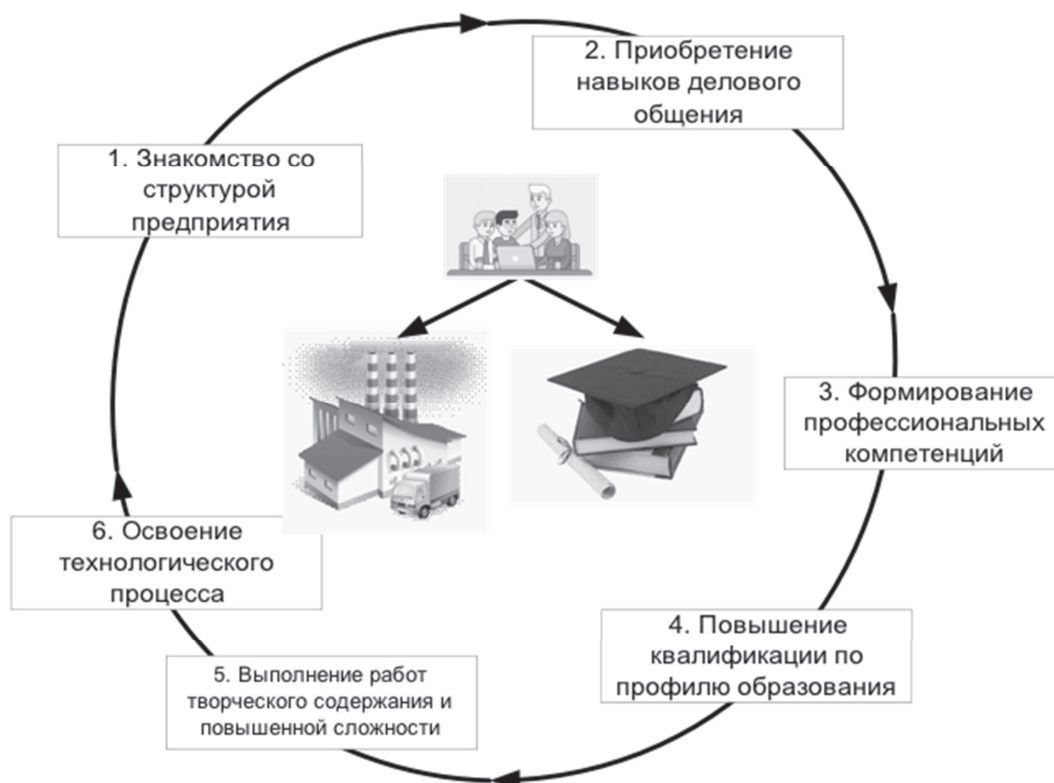 1. Знакомство со
структурой
предприятия
2. Приобретение
навыков делового
общения
3. Формирование
профессиональных
компетенций
4. Повышение
квалификации по
профилю образования
5. Выполнение работ
творческого содержания и
повышенной сложности
6. Освоение
технологического
процесса